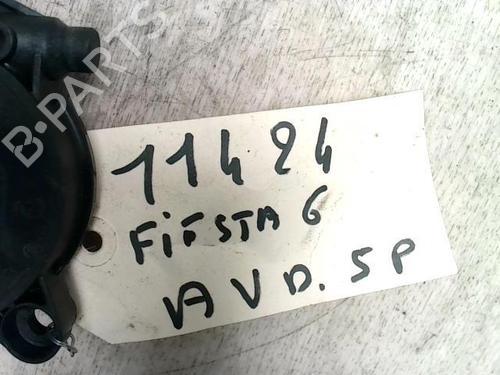 B-PARTS
11424
FiESTA 6
AVD. 5P